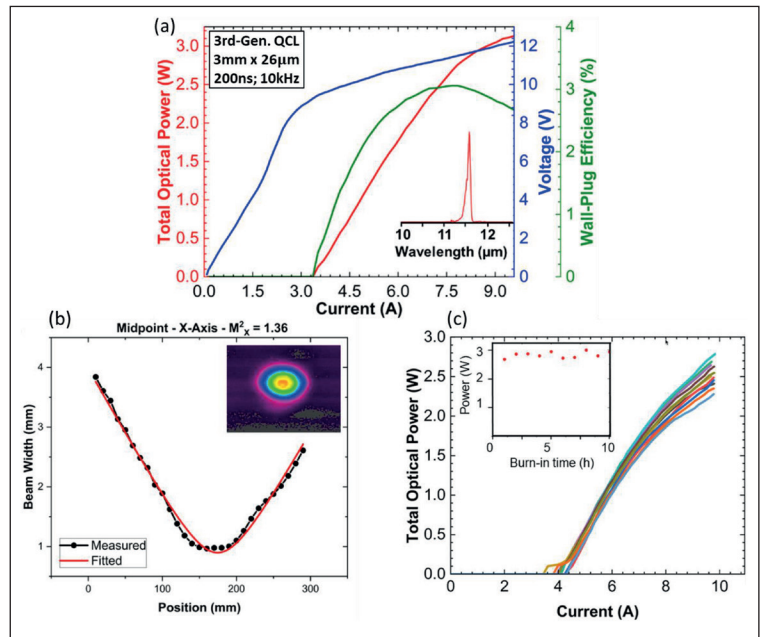 (a)
3rd-Gen. QCL
3mm x 26µm
200ns; 10kHz
Total Optical Power (W)
3.0
2.5
2.0
1.5
1.0
0.5
0.0
12
10
8
6
4
2
0
Voltage (V)
4
3
2
1
0
Wall-Plug Efficiency (%)
10 11 12
Wavelength (µm)
0.0 1.5 3.0 4.5 6.0 7.5 9.0
Current (A)
(b)
Midpoint - X-Axis - M²x = 1.36
Beam Width (mm)
4
3
2
1
Measured
Fitted
0 100 200 300
Position (mm)
(c)
Total Optical Power (W)
3.0
2.5
2.0
1.5
1.0
0.5
0.0
Power (W)
3
2
1
0 5 10
Burn-in time (h)
0 2 4 6 8 10
Current (A)